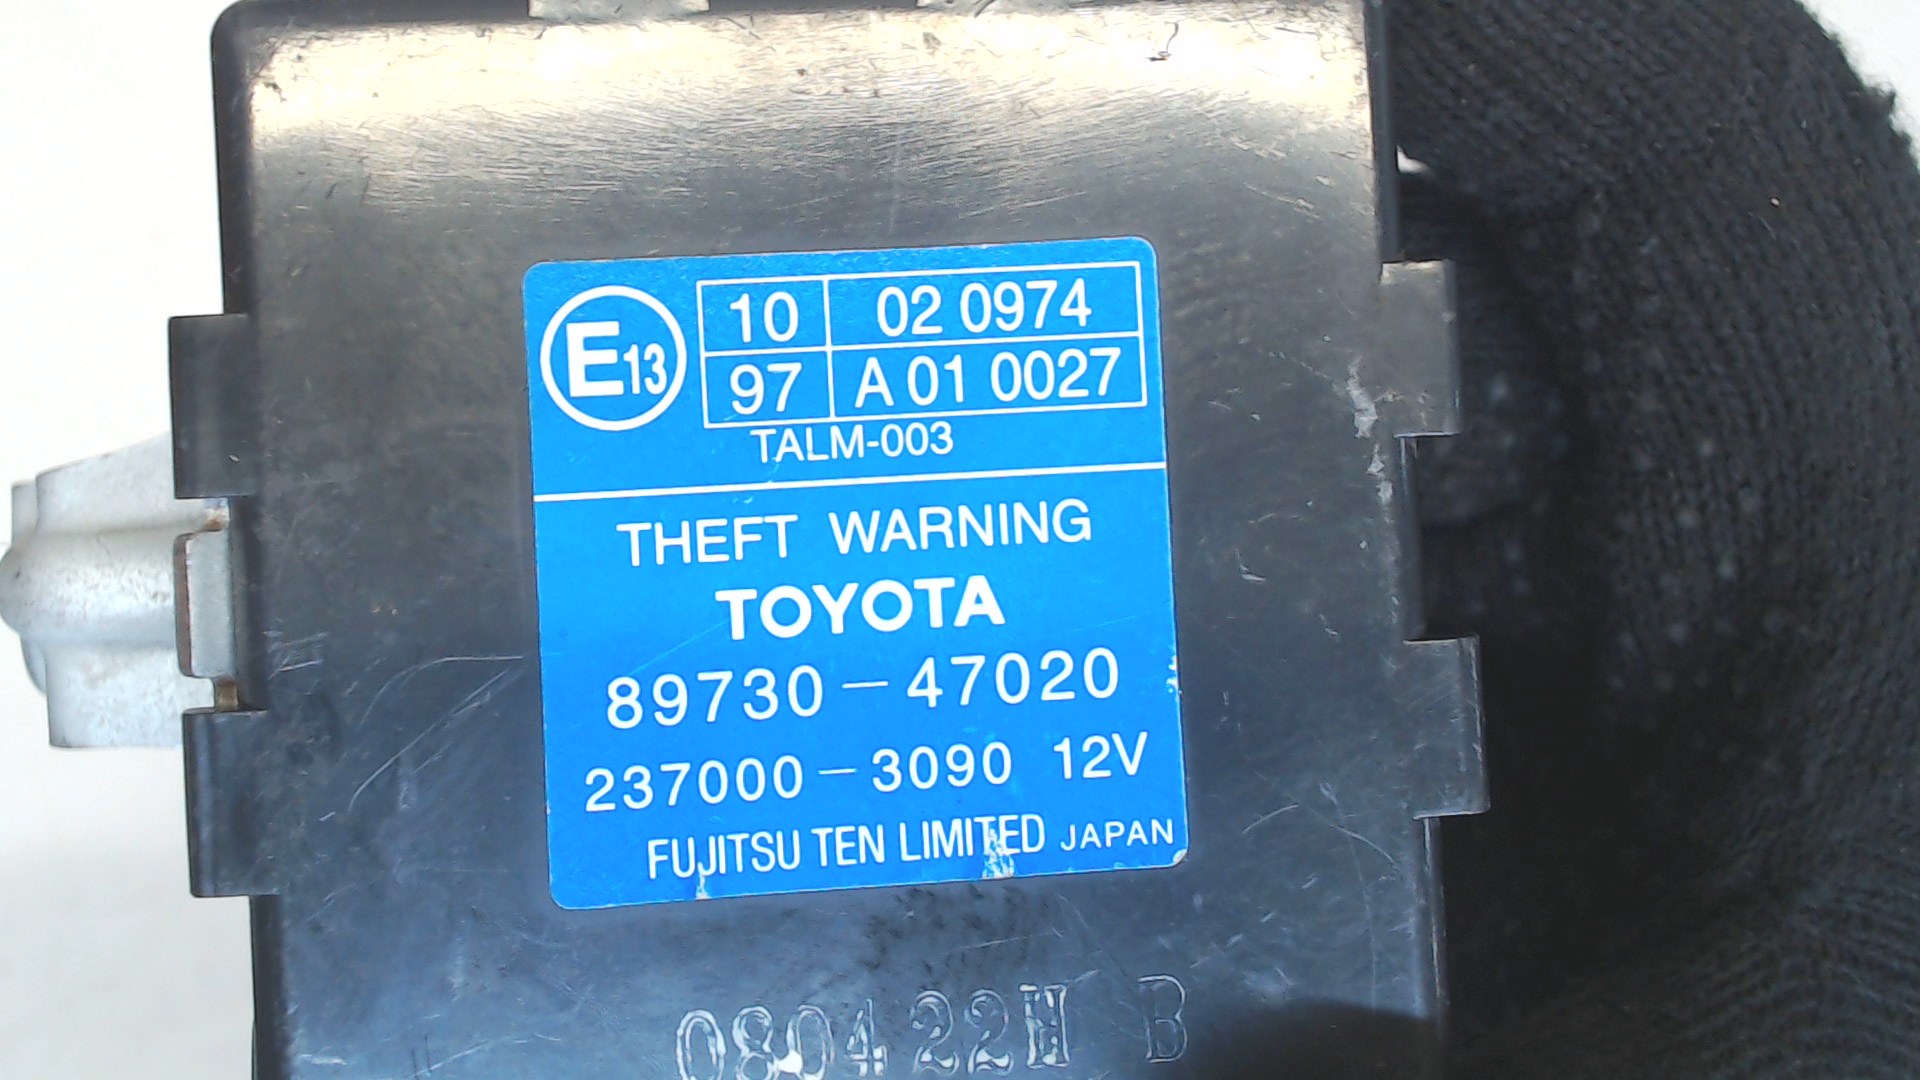 E13
10 02 0974
97 A 01 0027
TALM-003
THEFT WARNING
TOYOTA
89730-47020
237000-3090 12V
FUJITSU TEN LIMITED JAPAN
080422H B